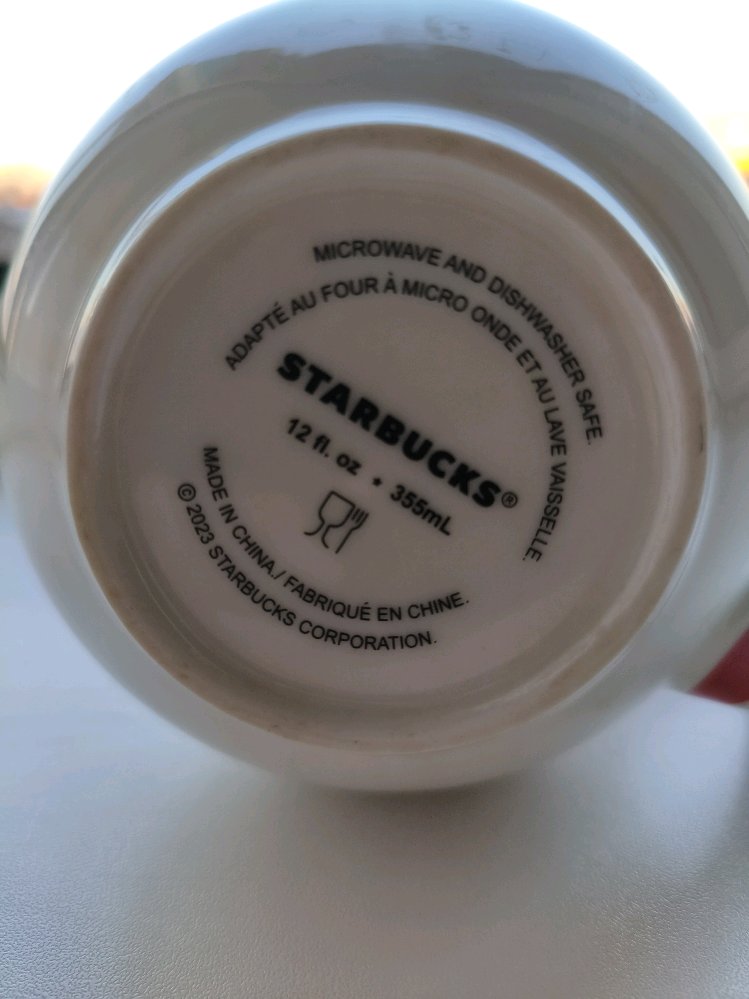 MICROWAVE AND DISHWASHER SAFE.
ADAPTÉ AU FOUR À MICRO ONDE ET AU LAVE VAISSELLE.
STARBUCKS®
12 fl. oz • 355mL
MADE IN CHINA./ FABRIQUÉ EN CHINE.
© 2023 STARBUCKS CORPORATION.